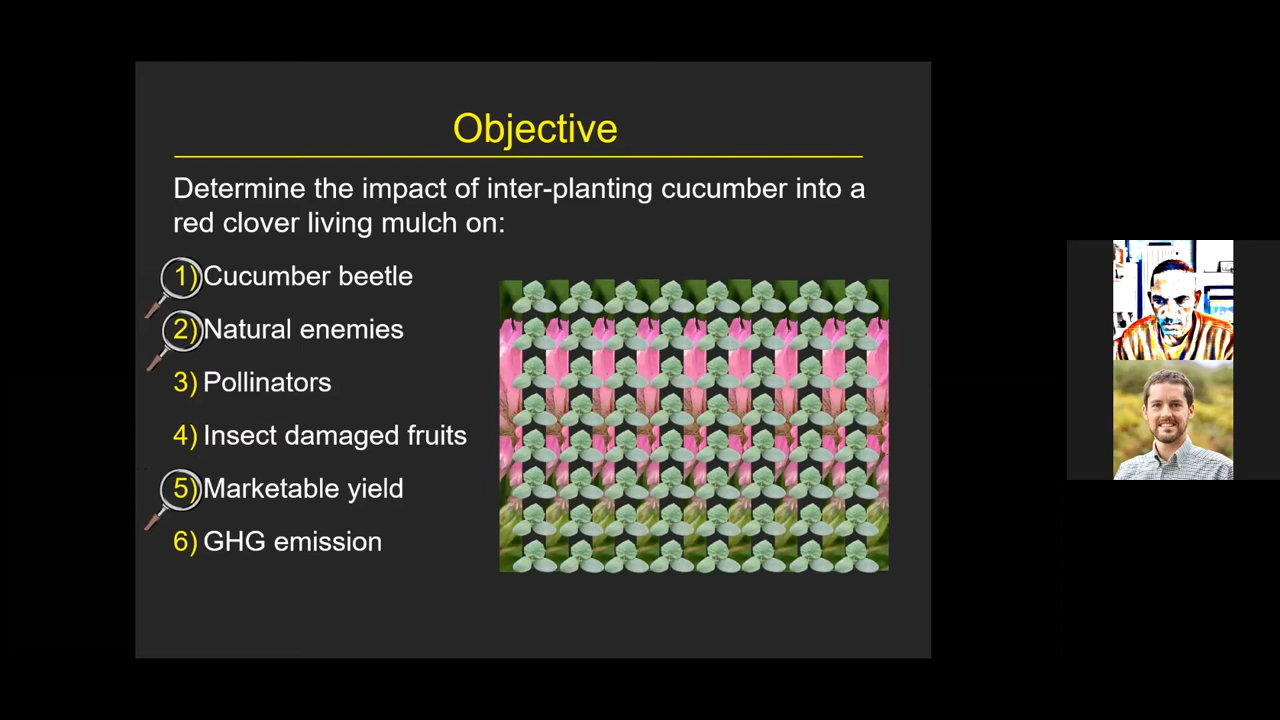 Objective
Determine the impact of inter-planting cucumber into a
red clover living mulch on:
1) Cucumber beetle
2) Natural enemies
3) Pollinators
4) Insect damaged fruits
5) Marketable yield
6) GHG emission